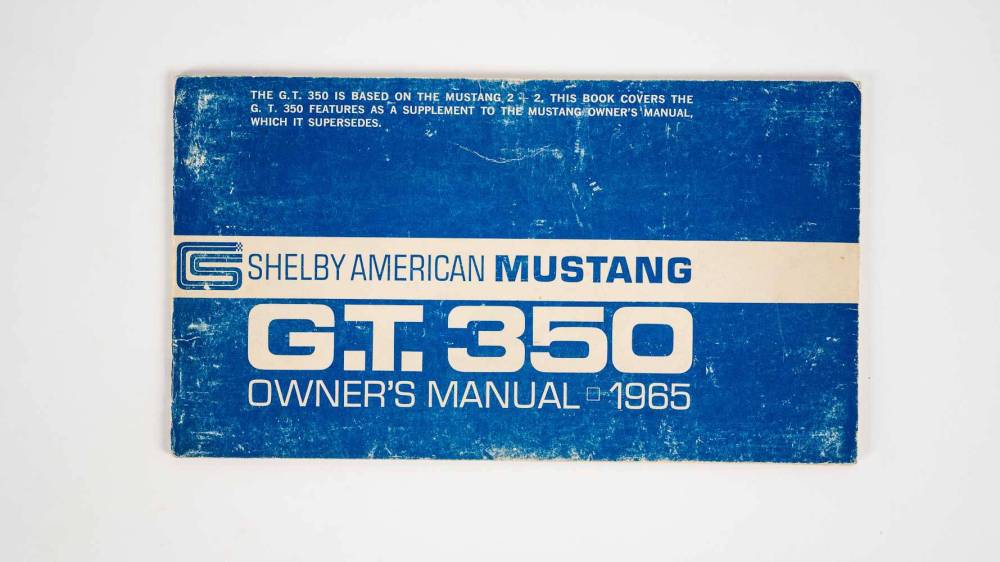 THE G.T. 350 IS BASED ON THE MUSTANG 2 + 2. THIS BOOK COVERS THE
G. T. 350 FEATURES AS A SUPPLEMENT TO THE MUSTANG OWNER'S MANUAL,
WHICH IT SUPERSEDES.
CS SHELBY AMERICAN MUSTANG
G.T. 350
OWNER'S MANUAL □ 1965